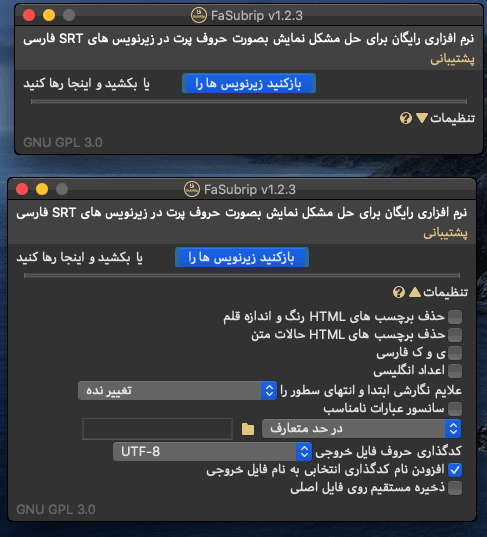 FaSubrip v1.2.3
نرم افزاری رایگان برای حل مشکل نمایش بصورت حروف پرت در زیرنویس های SRT فارسی
پشتیبانی
بازکنید زیرنویس ها را یا بکشید و اینجا رها کنید
تنظیمات ▼ ?
GNU GPL 3.0
FaSubrip v1.2.3
نرم افزاری رایگان برای حل مشکل نمایش بصورت حروف پرت در زیرنویس های SRT فارسی
پشتیبانی
بازکنید زیرنویس ها را یا بکشید و اینجا رها کنید
تنظیمات ▲ ?
حذف برچسب های HTML رنگ و اندازه قلم
حذف برچسب های HTML حالات متن
ی و ک فارسی
اعداد انگلیسی
علایم نگارشی ابتدا و انتهای سطور را تغییر نده
سانسور عبارات نامناسب
در حد متعارف
کدگذاری حروف فایل خروجی UTF-8
افزودن نام کدگذاری انتخابی به نام فایل خروجی
ذخیره مستقیم روی فایل اصلی
GNU GPL 3.0